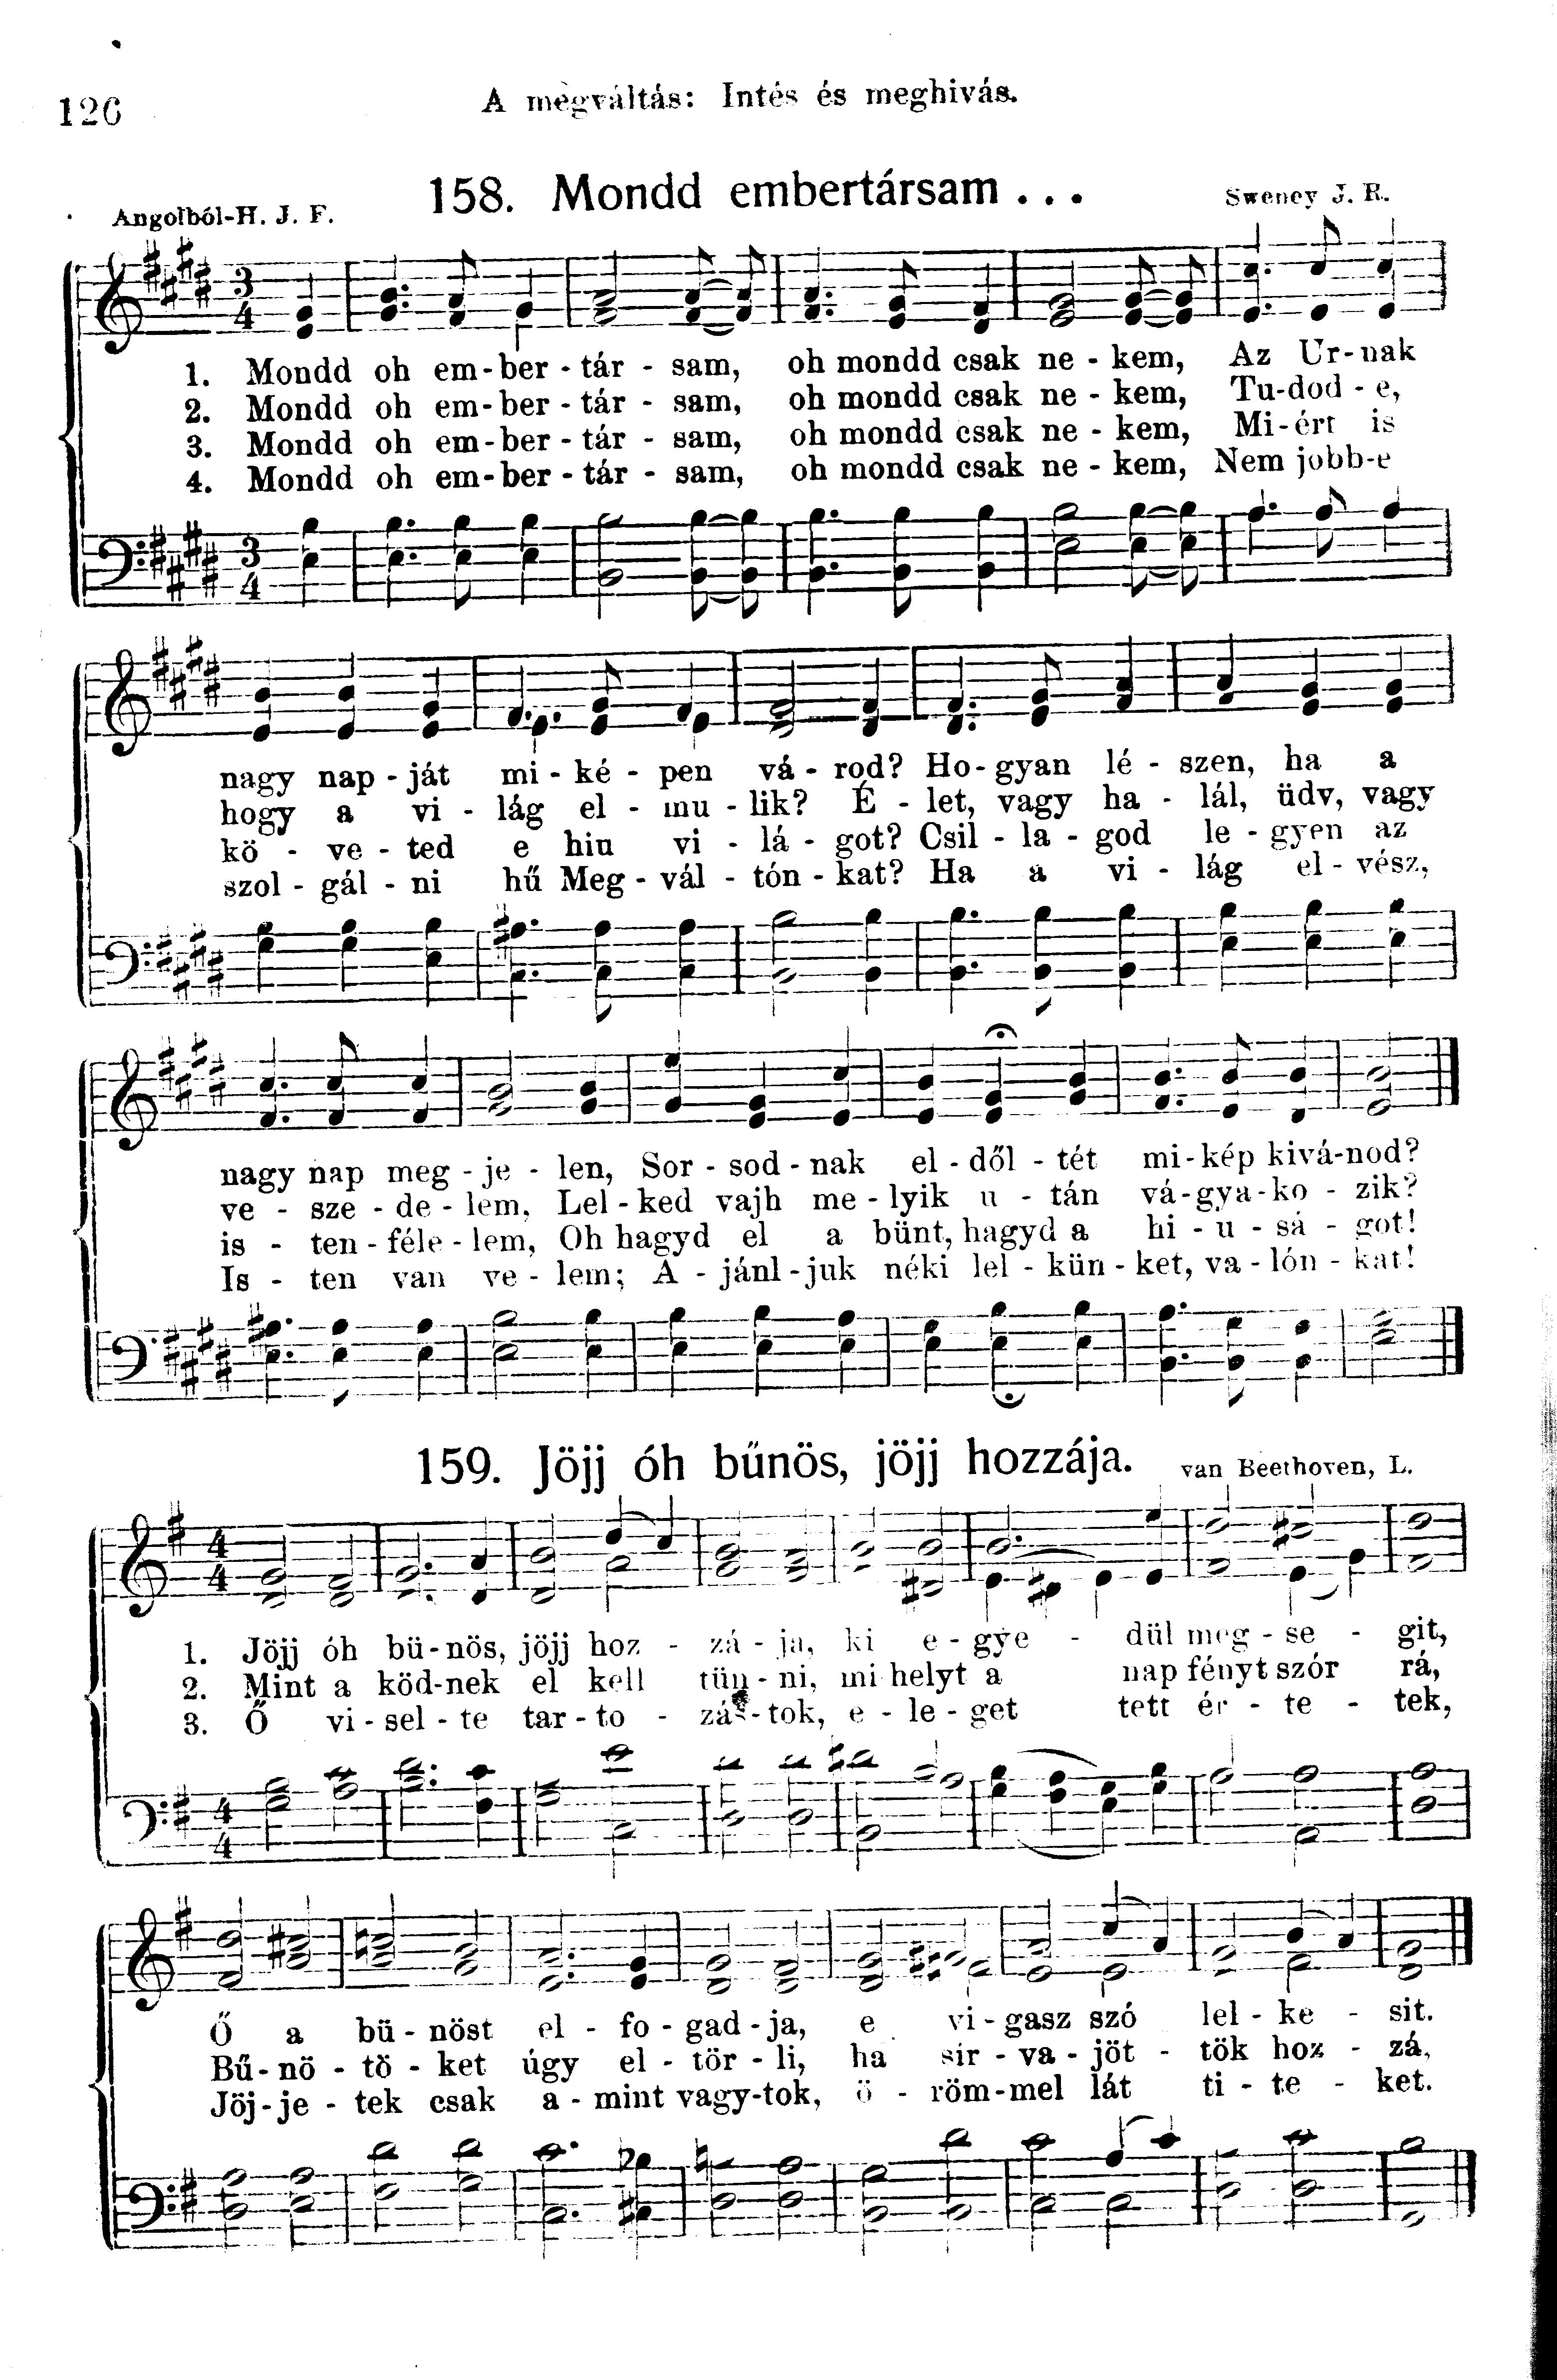 126
A megváltás: Intés és meghivás.
158. Mondd embertársam . . .
Angolból-H. J. F.
Sweney J. R.
3
4
1. Mondd oh em - ber - tár - sam, oh mondd csak ne - kem, Az Ur - nak
2. Mondd oh em - ber - tár - sam, oh mondd csak ne - kem, Tu - dod - e,
3. Mondd oh em - ber - tár - sam, oh mondd csak ne - kem, Mi - ért is
4. Mondd oh em - ber - tár - sam, oh mondd csak ne - kem, Nem jobb-e
3
4
nagy nap - ját mi - ké - pen vá - rod? Ho - gyan lé - szen, ha a
hogy a vi - lág el - mu - lik? É - let, vagy ha - lál, üdv, vagy
kö - ve - ted e hiu vi - lá - got? Csil - la - god le - gyen az
szol - gál - ni hű Meg - vál - tón - kat? Ha a vi - lág el - vész,
nagy nap meg - je - len, Sor - sod - nak el - dől - tét mi - kép kivá - nod?
ve - sze - de - lem, Lel - ked vajh me - lyik u - tán vá - gya - ko - zik?
is - ten - féle - lem, Oh hagyd el a bünt, hagyd a hi - u - sá - got!
Is - ten van ve - lem; A - jánl - juk néki lel - kün - ket, va - lón - kat!
159. Jöjj óh bűnös, jöjj hozzája.
van Beethoven, L.
4
4
1. Jöjj óh bü - nös, jöjj hoz - zá - ja, ki e - gye - dül meg - se - git,
2. Mint a köd - nek el kell tün - ni, mi helyt a nap fényt szór rá,
3. Ő vi - sel - te tar - to - zás - tok, e - le - get tett ér - te - tek,
4
4
Ő a bü - nöst el - fo - gad - ja, e vi - gasz szó lel - ke - sit.
Bű - nö - tö - ket úgy el - tör - li, ha sir - va - jöt - tök hoz - zá,
Jöj - je - tek csak a - mint vagy - tok, ö - röm - mel lát ti - te - ket.